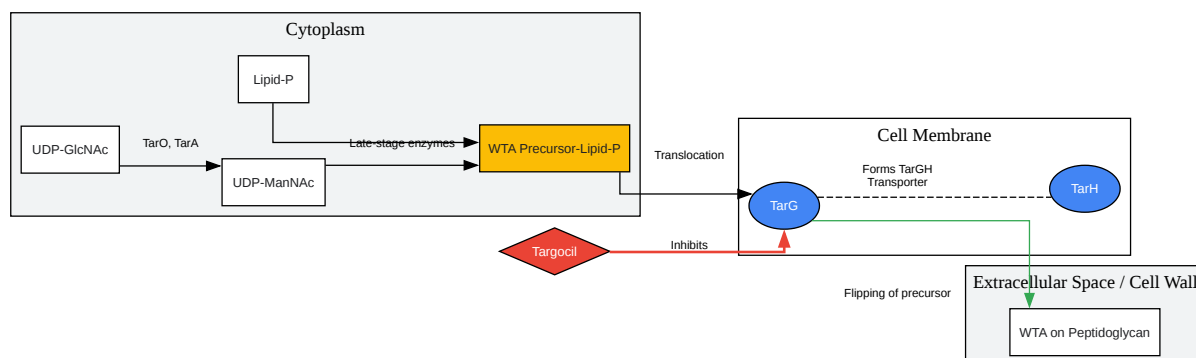 Cytoplasm
Lipid-P
UDP-GlcNAc
TarO, TarA
UDP-ManNAc
Late-stage enzymes
WTA Precursor-Lipid-P
Translocation
Cell Membrane
TarG
Forms TarGH
Transporter
TarH
Targocil
Inhibits
Flipping of precursor
Extracellular Space / Cell Wall
WTA on Peptidoglycan